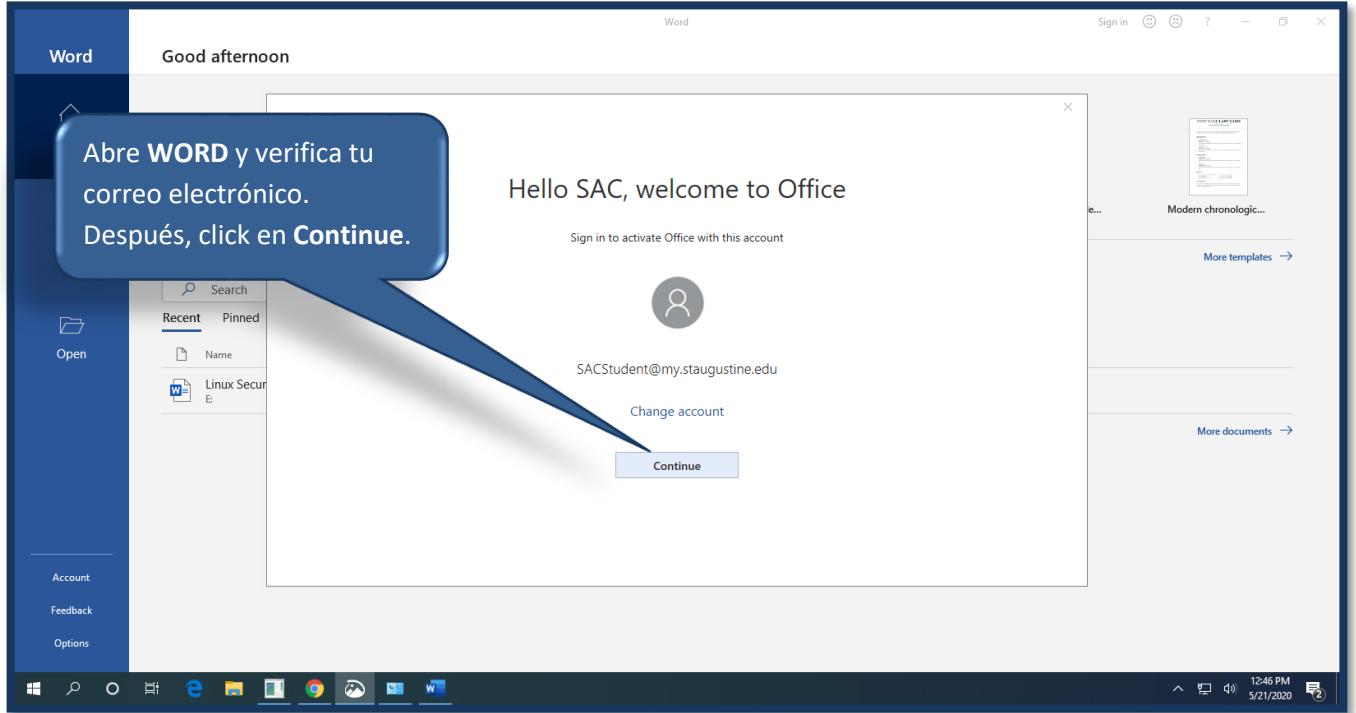 Word
Sign in
?
Word
Good afternoon
Abre WORD y verifica tu
correo electrónico.
Después, click en Continue.
Hello SAC, welcome to Office
Sign in to activate Office with this account
SACStudent@my.staugustine.edu
Change account
Continue
Modern chronologic...
More templates →
Search
Recent Pinned
Open
Name
Linux Secur
E:
More documents →
Account
Feedback
Options
12:46 PM
5/21/2020
2